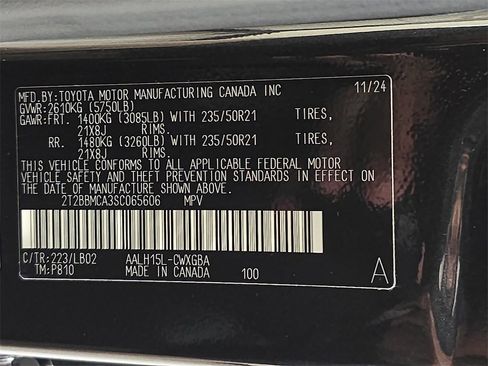 MFD.BY:TOYOTA MOTOR MANUFACTURING CANADA INC 11/24
GVWR:2610KG (5750LB)
GAWR:FRT. 1400KG (3085LB) WITH 235/50R21 TIRES,
21X8J RIMS.
RR. 1480KG (3260LB) WITH 235/50R21 TIRES,
21X8J RIMS.
THIS VEHICLE CONFORMS TO ALL APPLICABLE FEDERAL MOTOR
VEHICLE SAFETY AND THEFT PREVENTION STANDARDS IN EFFECT ON
THE DATE OF MANUFACTURE SHOWN ABOVE.
2T2BBMCA3SC065606 MPV
C/TR:223/LB02 AALH15L-CWXGBA
TM:P810 MADE IN CANADA 100 A